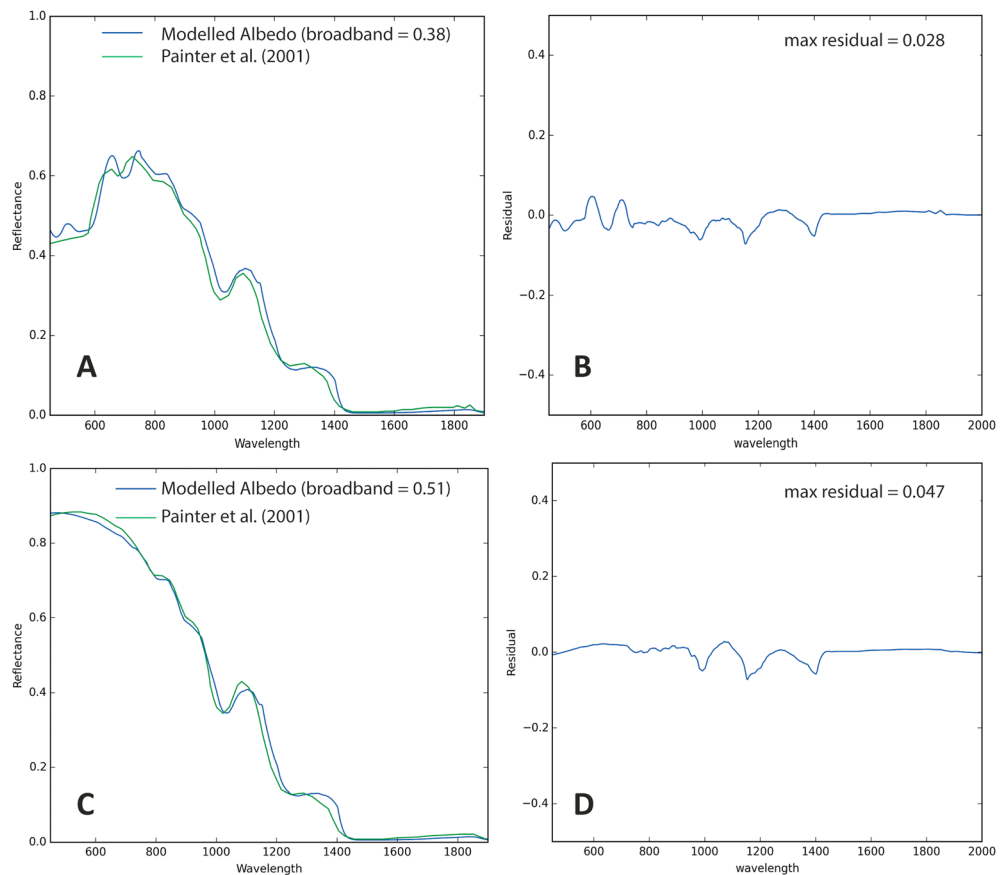 1.0
0.8
0.6
0.4
0.2
0.0
Reflectance
Modelled Albedo (broadband = 0.38)
Painter et al. (2001)
A
600 800 1000 1200 1400 1600 1800
Wavelength
0.4
0.2
0.0
−0.2
−0.4
Residual
max residual = 0.028
B
600 800 1000 1200 1400 1600 1800 2000
wavelength
1.0
0.8
0.6
0.4
0.2
0.0
Reflectance
Modelled Albedo (broadband = 0.51)
Painter et al. (2001)
C
600 800 1000 1200 1400 1600 1800
Wavelength
0.4
0.2
0.0
−0.2
−0.4
Residual
max residual = 0.047
D
600 800 1000 1200 1400 1600 1800 2000
wavelength